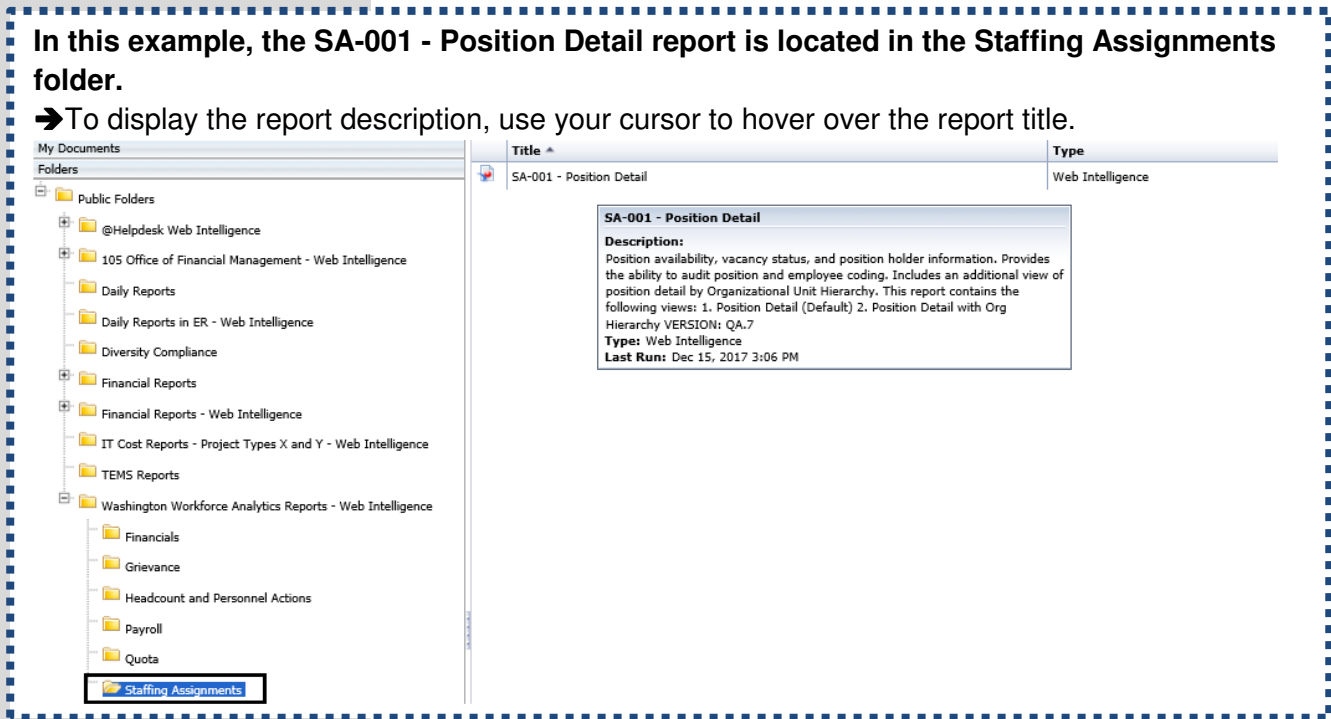 In this example, the SA-001 - Position Detail report is located in the Staffing Assignments
folder.
➔To display the report description, use your cursor to hover over the report title.
My Documents
Folders
Public Folders
@Helpdesk Web Intelligence
105 Office of Financial Management - Web Intelligence
Daily Reports
Daily Reports in ER - Web Intelligence
Diversity Compliance
Financial Reports
Financial Reports - Web Intelligence
IT Cost Reports - Project Types X and Y - Web Intelligence
TEMS Reports
Washington Workforce Analytics Reports - Web Intelligence
Financials
Grievance
Headcount and Personnel Actions
Payroll
Quota
Staffing Assignments
Title Type
SA-001 - Position Detail Web Intelligence
SA-001 - Position Detail
Description:
Position availability, vacancy status, and position holder information. Provides
the ability to audit position and employee coding. Includes an additional view of
position detail by Organizational Unit Hierarchy. This report contains the
following views: 1. Position Detail (Default) 2. Position Detail with Org
Hierarchy VERSION: QA.7
Type: Web Intelligence
Last Run: Dec 15, 2017 3:06 PM